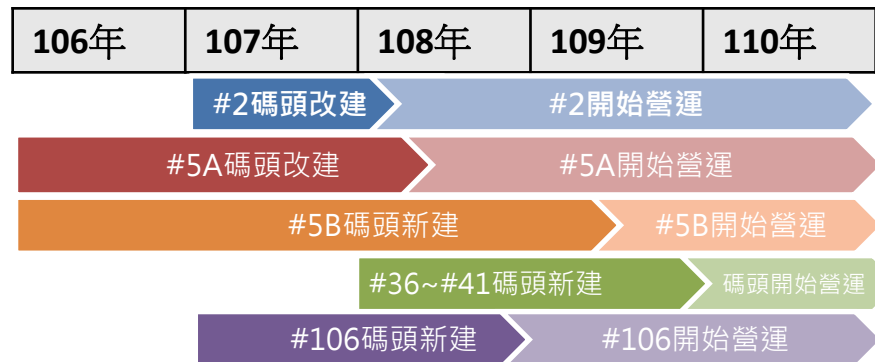 106年 107年 108年 109年 110年
#2碼頭改建 #2開始營運
#5A碼頭改建 #5A開始營運
#5B碼頭新建 #5B開始營運
#36~#41碼頭新建 碼頭開始營運
#106碼頭新建 #106開始營運